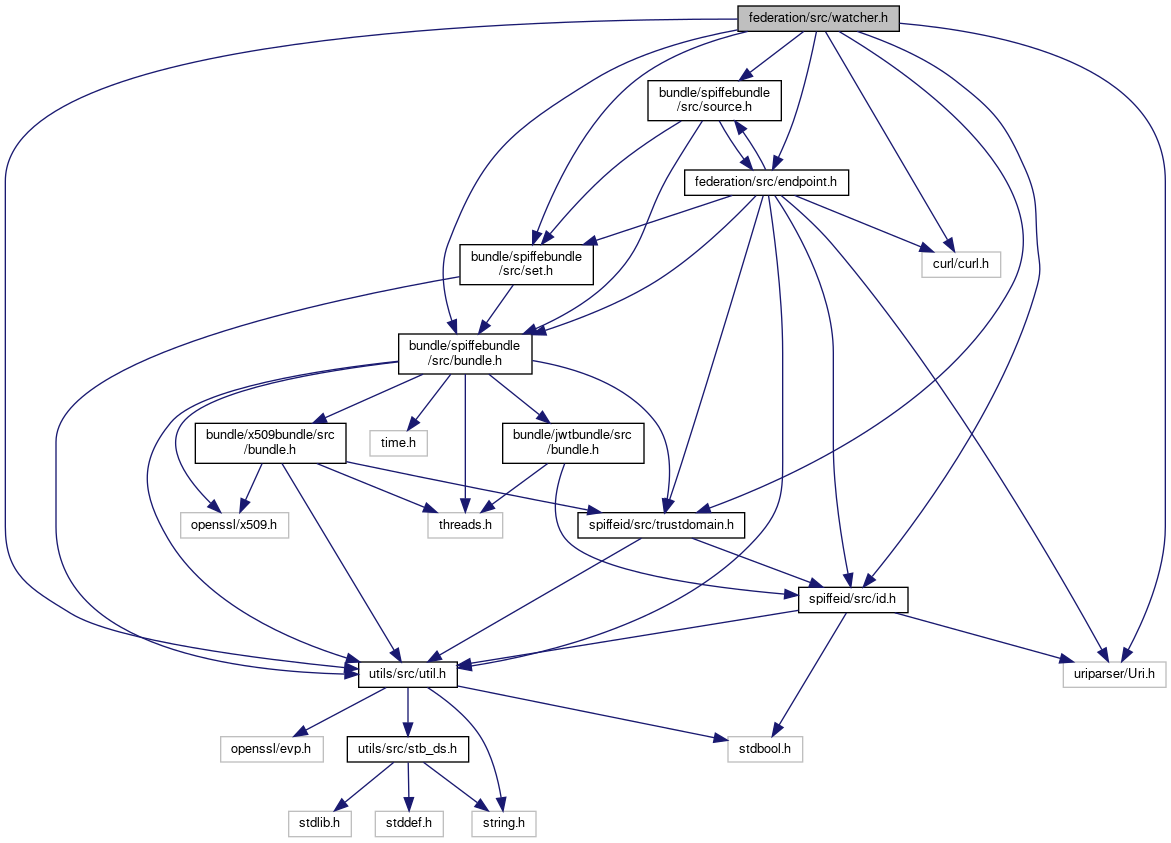 federation/src/watcher.h
bundle/spiffebundle
/src/source.h
federation/src/endpoint.h
bundle/spiffebundle
/src/set.h
curl/curl.h
bundle/spiffebundle
/src/bundle.h
bundle/x509bundle/src
/bundle.h
time.h
bundle/jwtbundle/src
/bundle.h
openssl/x509.h
threads.h
spiffeid/src/trustdomain.h
spiffeid/src/id.h
utils/src/util.h
uriparser/Uri.h
openssl/evp.h
utils/src/stb_ds.h
stdbool.h
stdlib.h
stddef.h
string.h